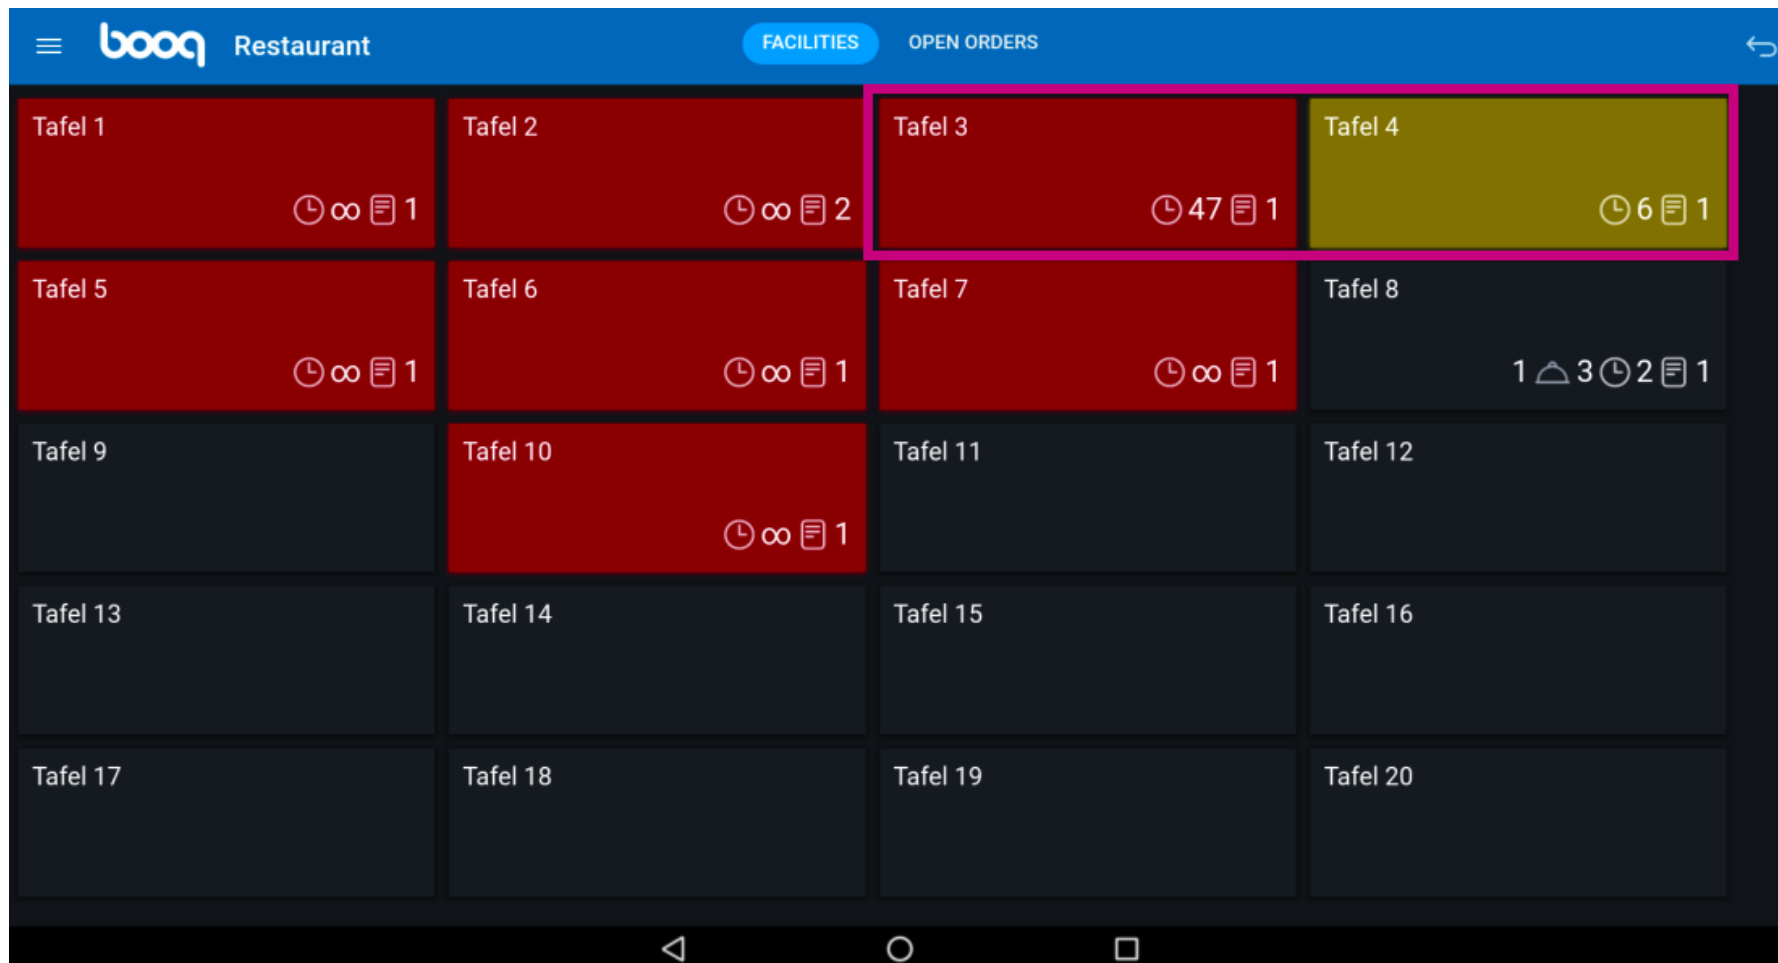 booq Restaurant FACILITIES OPEN ORDERS
Tafel 1 Tafel 2 Tafel 3 Tafel 4
∞ 1 ∞ 2 47 1 6 1
Tafel 5 Tafel 6 Tafel 7 Tafel 8
∞ 1 ∞ 1 ∞ 1 1 3 2 1
Tafel 9 Tafel 10 Tafel 11 Tafel 12
∞ 1
Tafel 13 Tafel 14 Tafel 15 Tafel 16
Tafel 17 Tafel 18 Tafel 19 Tafel 20